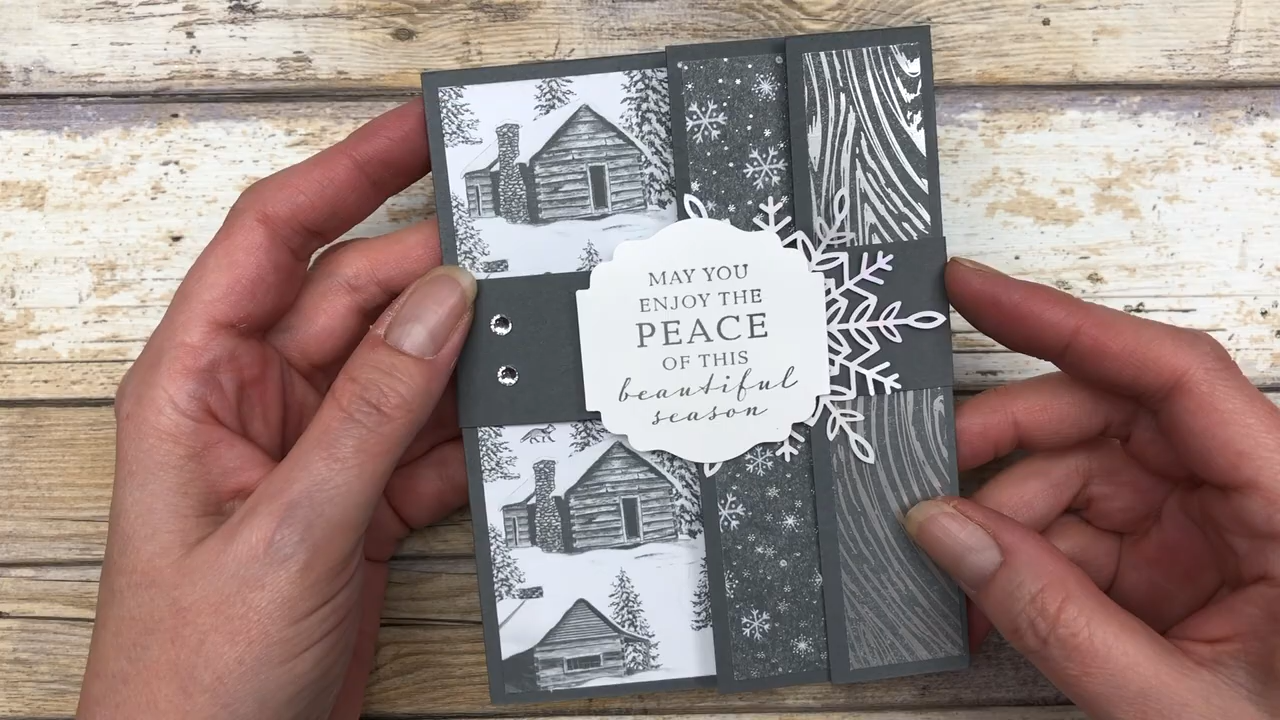 MAY YOU
ENJOY THE
PEACE
OF THIS
beautiful
season